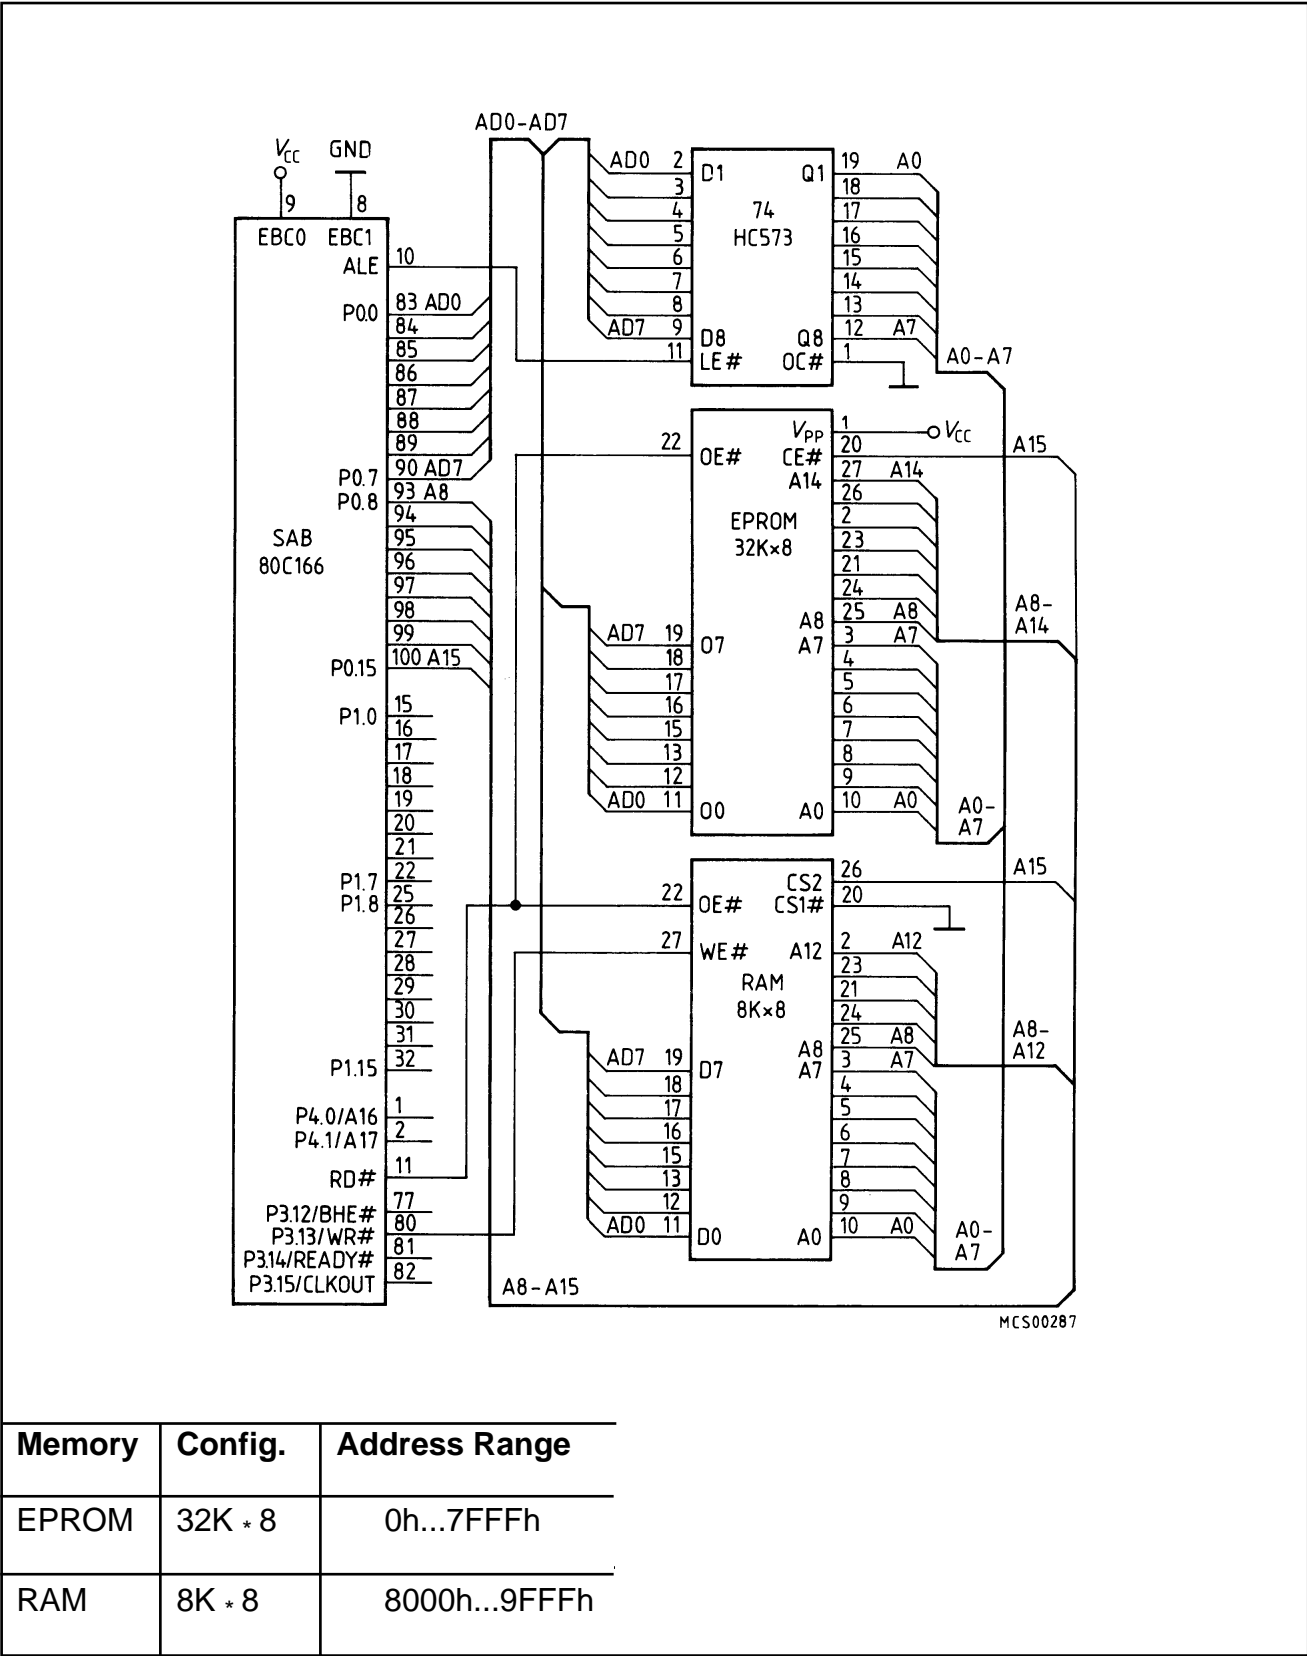 AD0-AD7
VCC GND
9 8
EBC0 EBC1
ALE 10
P0.0 83 AD0
84
85
86
87
88
89
P0.7 90 AD7
P0.8 93 A8
94
95
96
97
98
99
P0.15 100 A15
SAB
80C166
P1.0 15
16
17
18
19
20
21
P1.7 22
P1.8 25
26
27
28
29
30
31
P1.15 32
P4.0/A16 1
P4.1/A17 2
RD# 11
P3.12/BHE# 77
P3.13/WR# 80
P3.14/READY# 81
P3.15/CLKOUT 82
A8-A15
AD0 2 D1 Q1 19 A0
3 18
4 17
5 16
6 15
7 14
8 13
AD7 9 D8 Q8 12 A7
11 LE# OC# 1
74
HC573
A0-A7
VPP 1 VCC
22 OE# CE# 20 A15
A14 27 A14
26
2
23
21
24
A8 25 A8
EPROM
32K×8
A8-
A14
AD7 19 O7 A7 3 A7
18 4
17 5
16 6
15 7
13 8
12 9
AD0 11 O0 A0 10 A0
A0-
A7
CS2 26 A15
22 OE# CS1# 20
27 WE# A12 2 A12
23
21
24
A8 25 A8
RAM
8K×8
A8-
A12
AD7 19 D7 A7 3 A7
18 4
17 5
16 6
15 7
13 8
12 9
AD0 11 D0 A0 10 A0
A0-
A7
MCS00287
Memory Config. Address Range
EPROM 32K * 8 0h...7FFFh
RAM 8K * 8 8000h...9FFFh